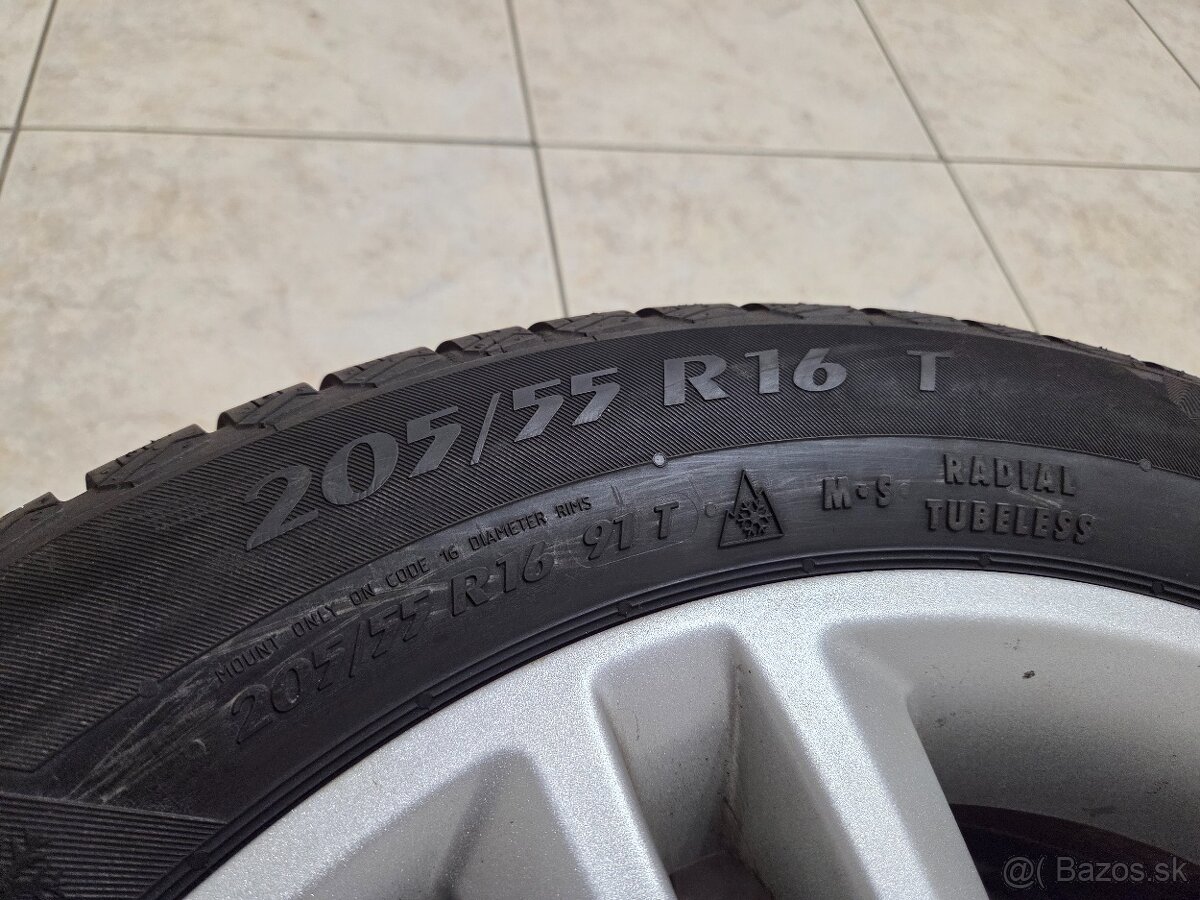 205/55 R16 T
MOUNT ONLY ON CODE 16 DIAMETER RIMS
205/55 R16 91 T
M·S
RADIAL
TUBELESS
@( Bazos.sk